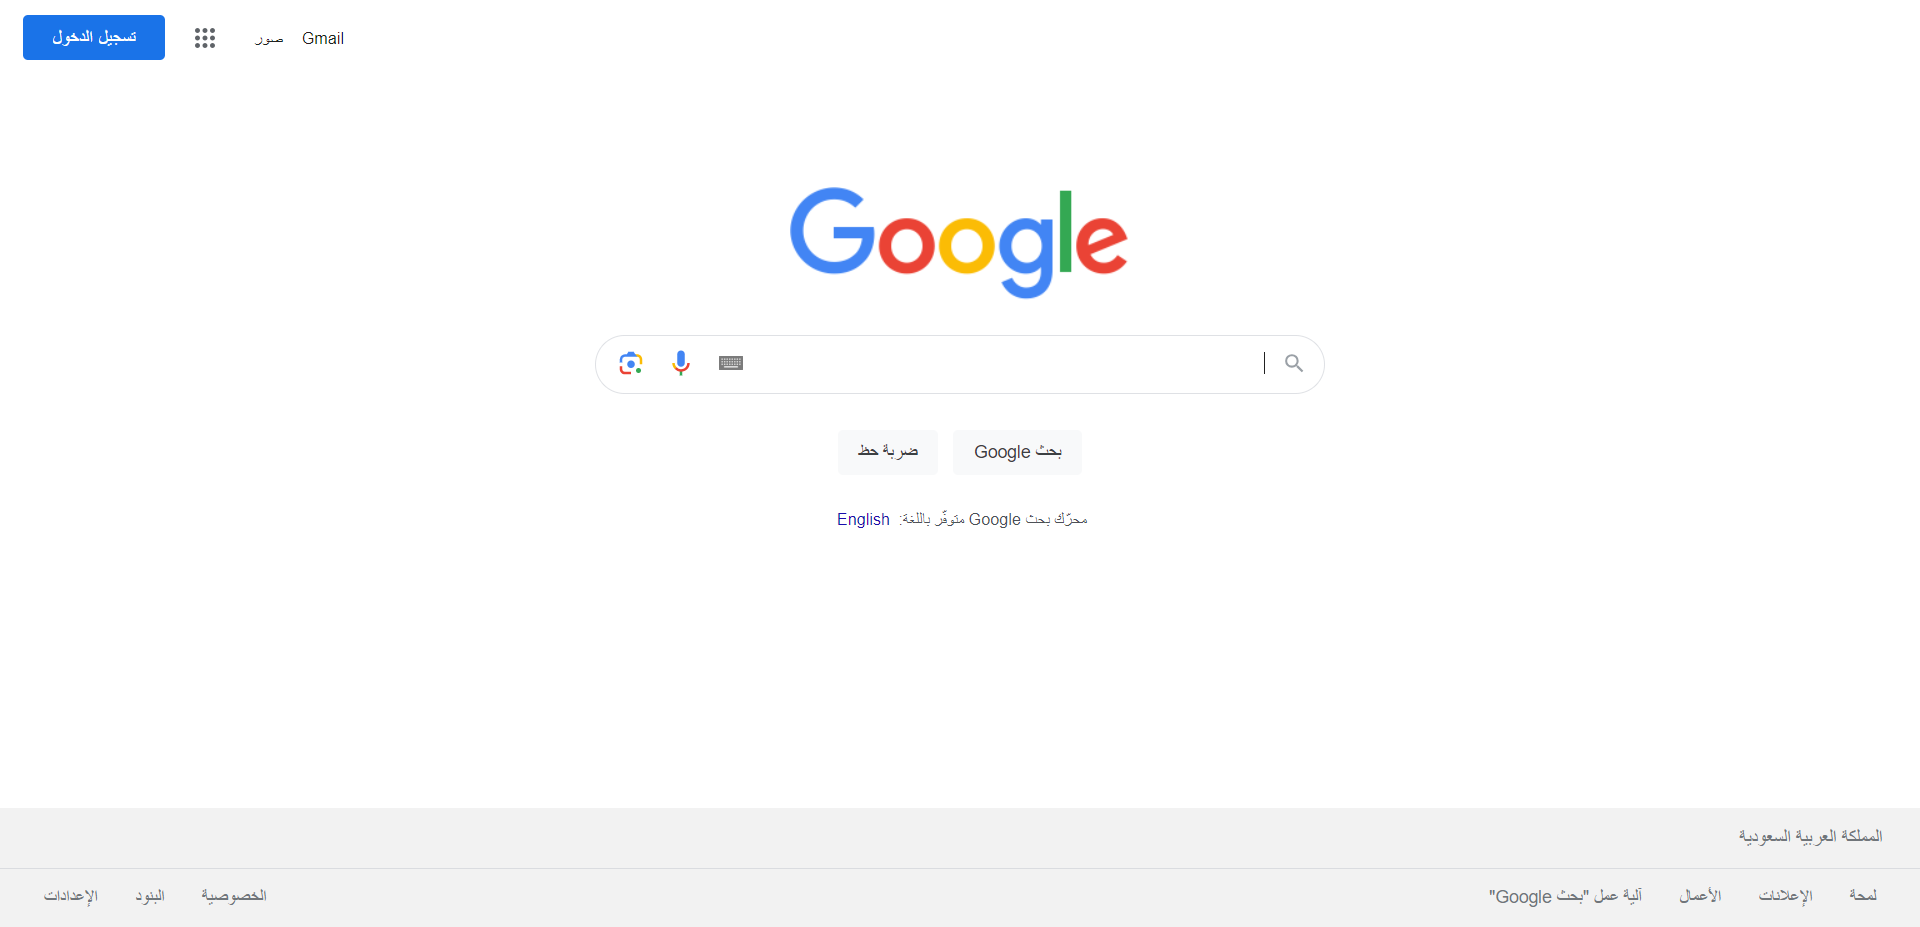 Gmail صور تسجيل الدخول
Google
بحث Google ضربة حظ
محرّك بحث Google متوفّر باللغة: English
المملكة العربية السعودية
لمحة الإعلانات الأعمال آلية عمل "بحث Google" الخصوصية البنود الإعدادات